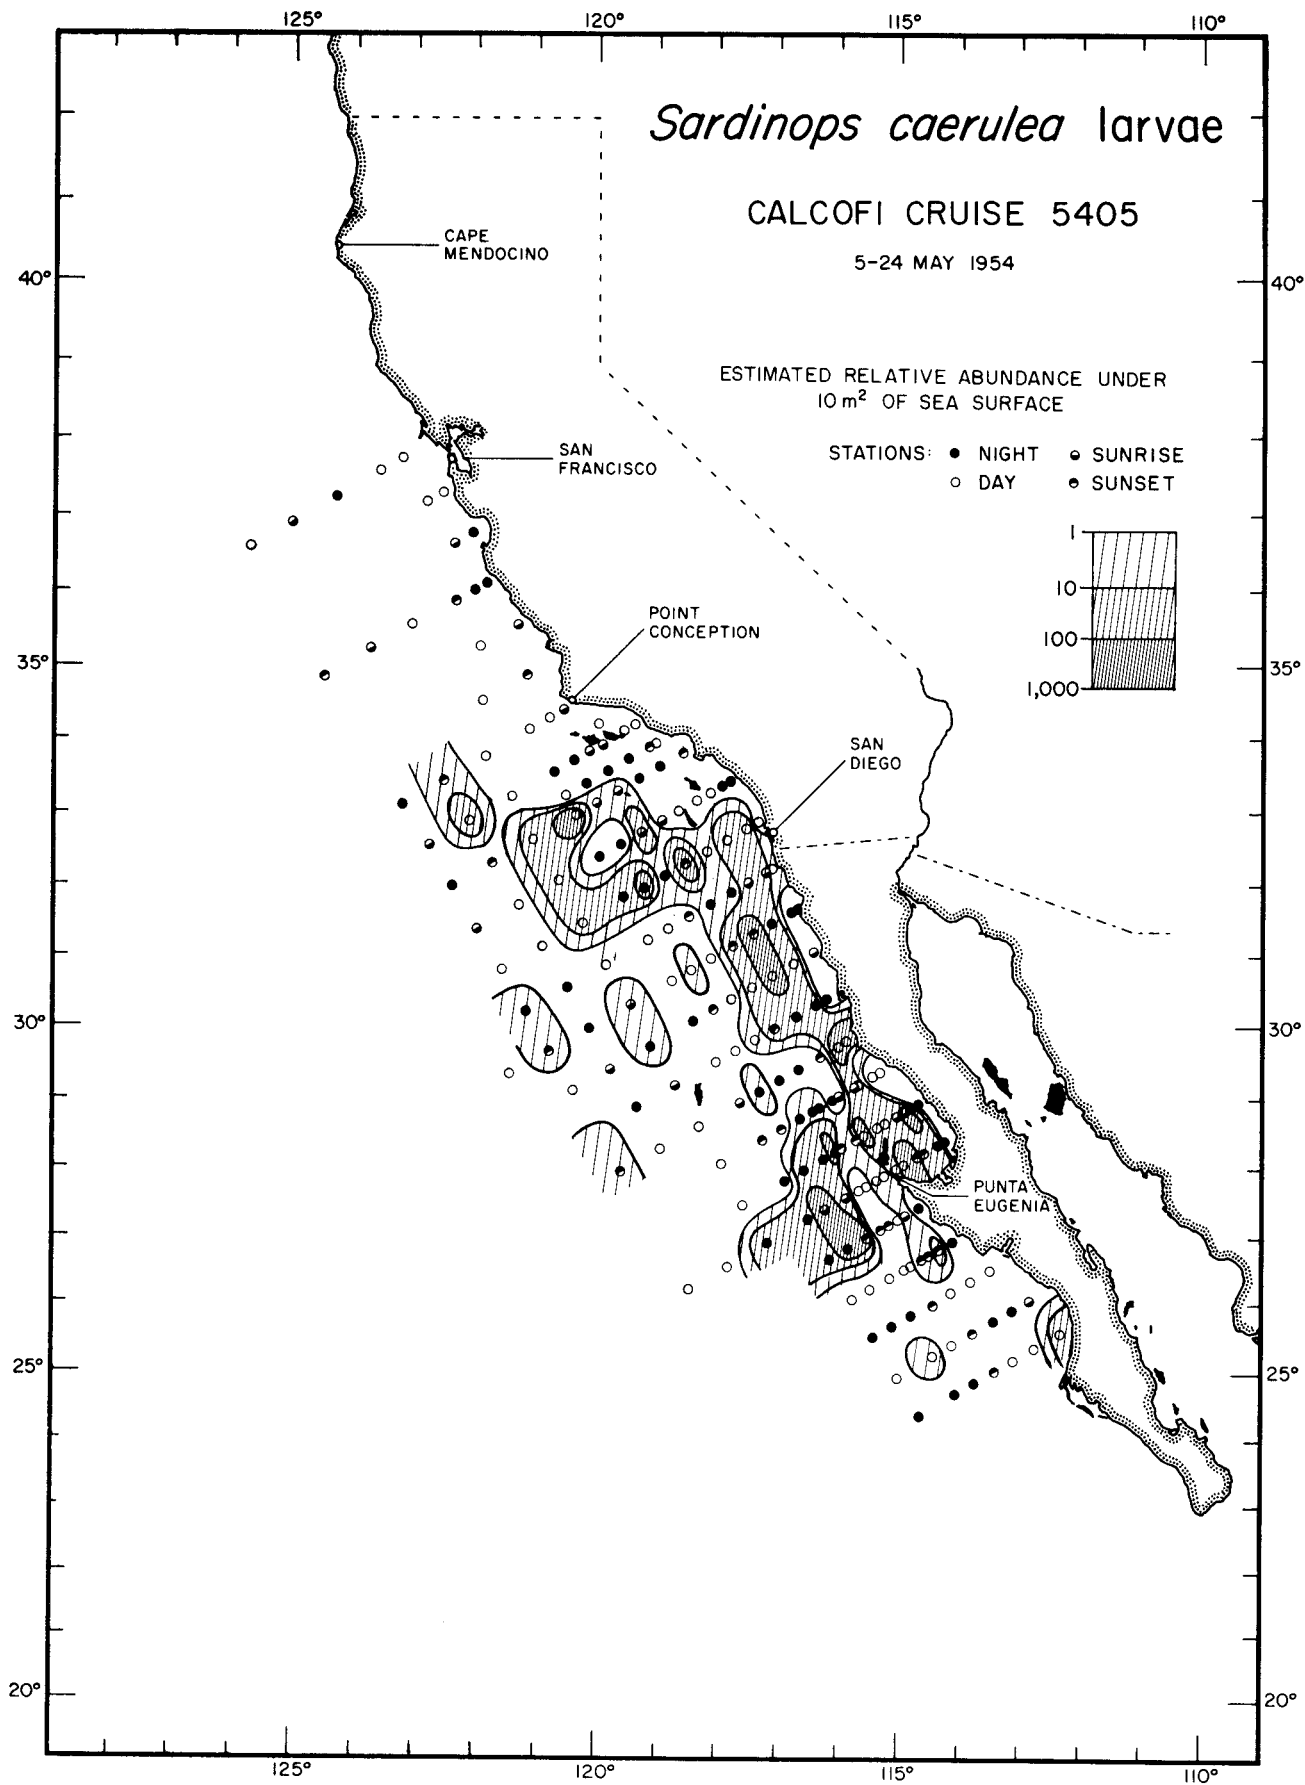 125° 120° 115° 110°
Sardinops caerulea larvae
CALCOFI CRUISE 5405
5-24 MAY 1954
CAPE
MENDOCINO
40° 40°
ESTIMATED RELATIVE ABUNDANCE UNDER
10 m² OF SEA SURFACE
STATIONS: ● NIGHT ◒ SUNRISE
○ DAY ◓ SUNSET
SAN
FRANCISCO
1
10
100
1,000
POINT
CONCEPTION
35° 35°
SAN
DIEGO
30° 30°
PUNTA
EUGENIA
25° 25°
20° 20°
125° 120° 115° 110°